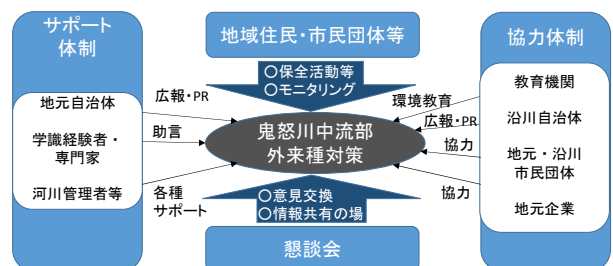 サポート
体制
地元自治体
学識経験者・
専門家
河川管理者等
広報・PR
助言
各種
サポート
地域住民・市民団体等
○保全活動等
○モニタリング
鬼怒川中流部
外来種対策
○意見交換
○情報共有の場
懇談会
環境教育
広報・PR
協力
協力
協力体制
教育機関
沿川自治体
地元・沿川
市民団体
地元企業